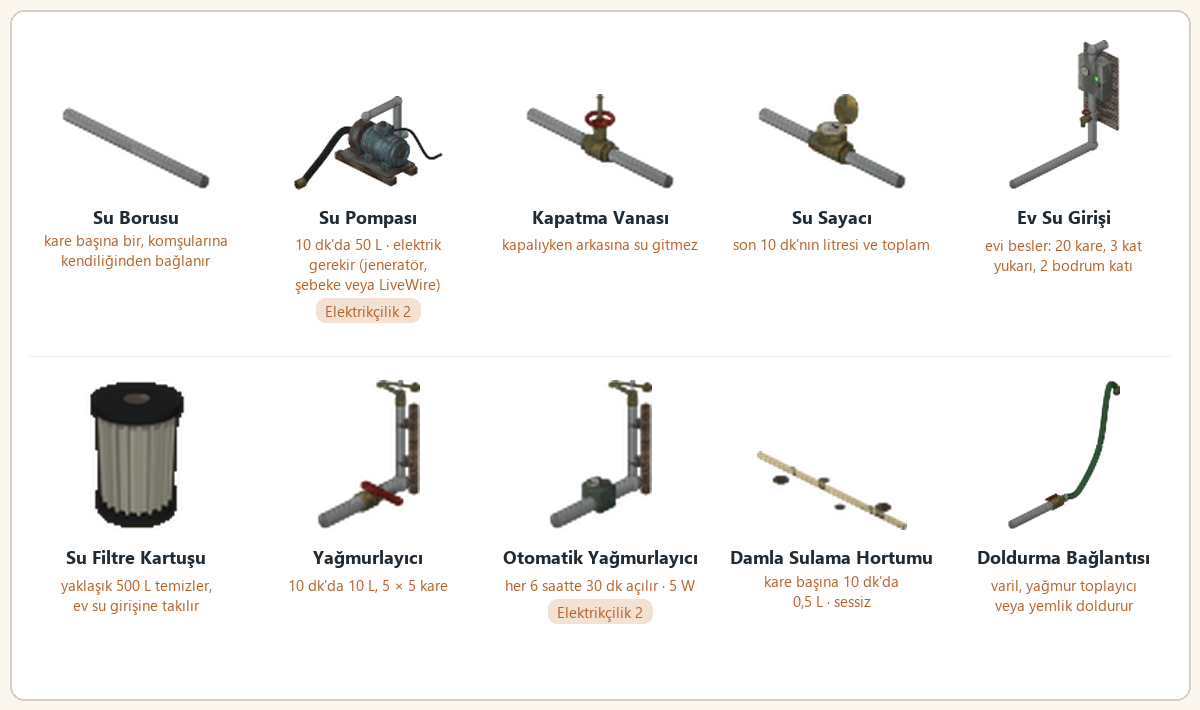 Su Borusu
kare başına bir, komşularına
kendiliğinden bağlanır
Su Pompası
10 dk'da 50 L · elektrik
gerekir (jeneratör,
şebeke veya LiveWire)
Elektrikçilik 2
Kapatma Vanası
kapalıyken arkasına su gitmez
Su Sayacı
son 10 dk'nın litresi ve toplam
Ev Su Girişi
evi besler: 20 kare, 3 kat
yukarı, 2 bodrum katı
Su Filtre Kartuşu
yaklaşık 500 L temizler,
ev su girişine takılır
Yağmurlayıcı
10 dk'da 10 L, 5 × 5 kare
Otomatik Yağmurlayıcı
her 6 saatte 30 dk açılır · 5 W
Elektrikçilik 2
Damla Sulama Hortumu
kare başına 10 dk'da
0,5 L · sessiz
Doldurma Bağlantısı
varil, yağmur toplayıcı
veya yemlik doldurur